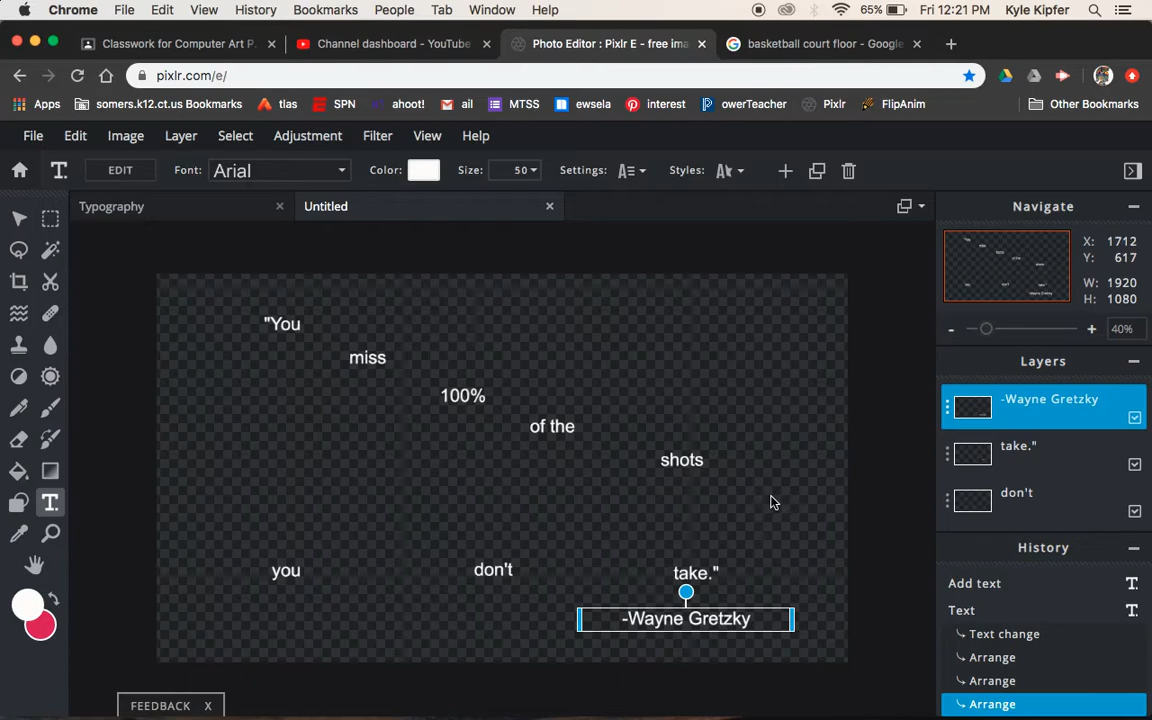 Chrome File Edit View History Bookmarks People Tab Window Help 65% Fri 12:21 PM Kyle Kipfer
Classwork for Computer Art P. Channel dashboard - YouTube Photo Editor : Pixlr E - free ima basketball court floor - Google
pixlr.com/e/
Apps somers.k12.ct.us Bookmarks tlas SPN ahoot! ail MTSS ewsela interest owerTeacher Pixlr FlipAnim Other Bookmarks
File Edit Image Layer Select Adjustment Filter View Help
EDIT Font: Arial Color: Size: 50 Settings: Styles:
Typography Untitled
Navigate
X: 1712
Y: 617
W: 1920
H: 1080
40%
"You
miss
100%
of the
shots
you don't take."
-Wayne Gretzky
Layers
-Wayne Gretzky
take."
don't
History
Add text
Text
Text change
Arrange
Arrange
Arrange
FEEDBACK X